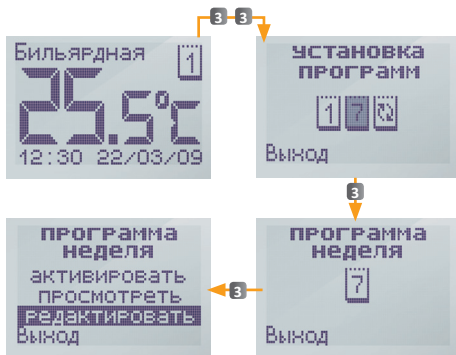 3 3
Бильярдная 1
25.5°C
12:30 22/03/09
УСТАНОВКА
ПРОГРАММ
1 7
Выход
3
ПРОГРАММА
НЕДЕЛЯ
7
3
ПРОГРАММА
НЕДЕЛЯ
активировать
просмотреть
редактировать
Выход
Выход